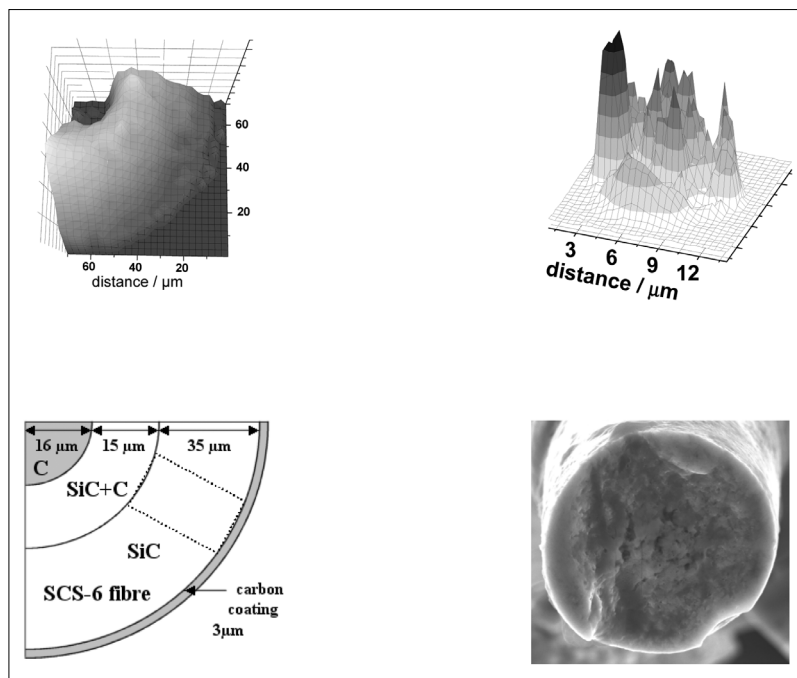 60
40
20
60 40 20
distance / µm
3 6 9 12
distance / µm
16 µm 15 µm 35 µm
C
SiC+C
SiC
SCS-6 fibre
carbon
coating
3µm